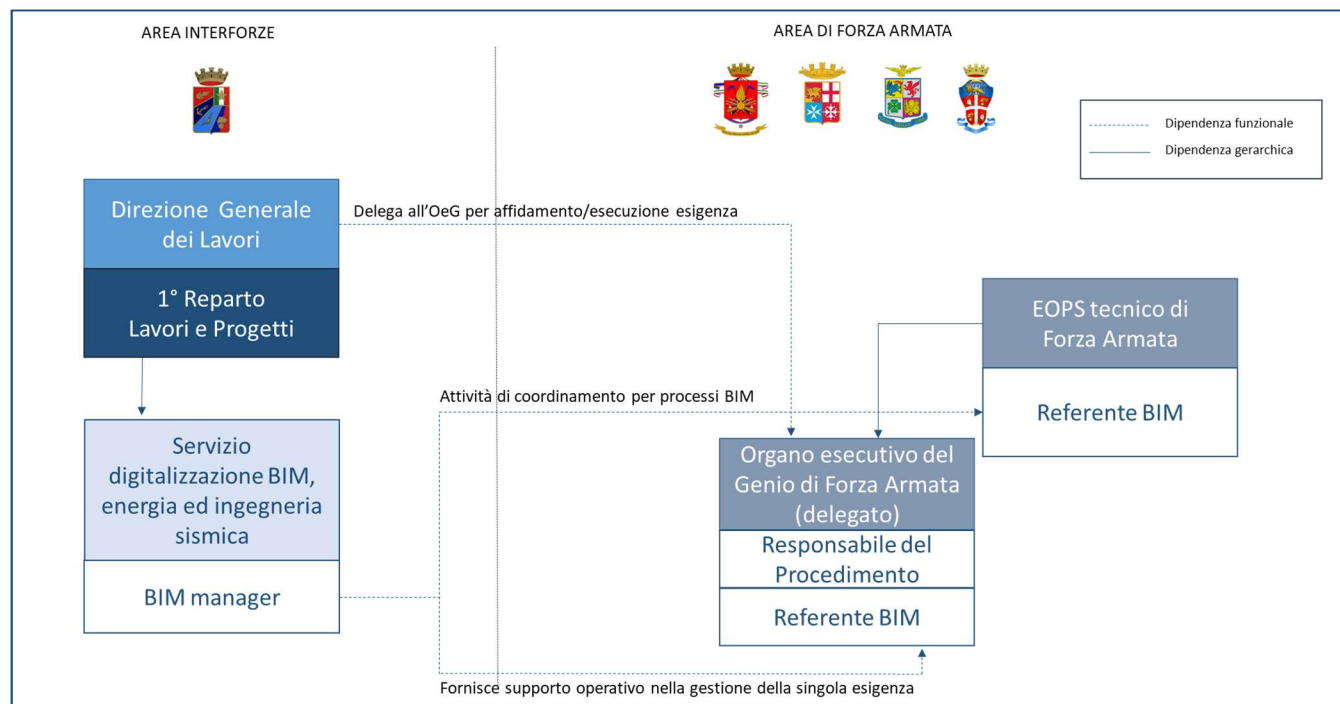 AREA INTERFORZE
AREA DI FORZA ARMATA
Dipendenza funzionale
Dipendenza gerarchica
Direzione Generale
dei Lavori
1° Reparto
Lavori e Progetti
Delega all'OeG per affidamento/esecuzione esigenza
EOPS tecnico di
Forza Armata
Referente BIM
Attività di coordinamento per processi BIM
Servizio
digitalizzazione BIM,
energia ed ingegneria
sismica
BIM manager
Organo esecutivo del
Genio di Forza Armata
(delegato)
Responsabile del
Procedimento
Referente BIM
Fornisce supporto operativo nella gestione della singola esigenza